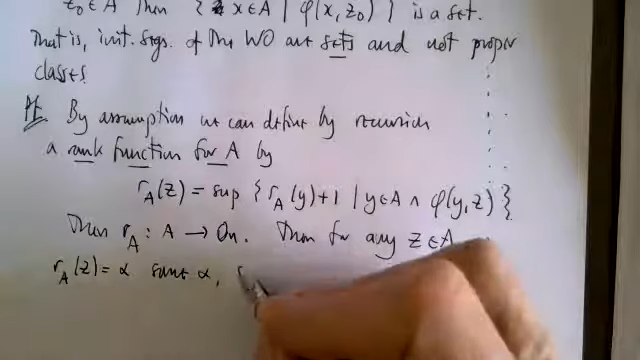 z₀ ∈ A Then { x ∈ A | φ(x, z₀) } is a set.
That is, init. segs. of the WO are sets and not proper
classes
Pf. By assumption we can define by recursion
a rank function for A by
r_A(z) = sup { r_A(y)+1 | y ∈ A ∧ φ(y, z) }
Then r_A : A → On. Then for any z ∈ A
r_A(z) = α some α,